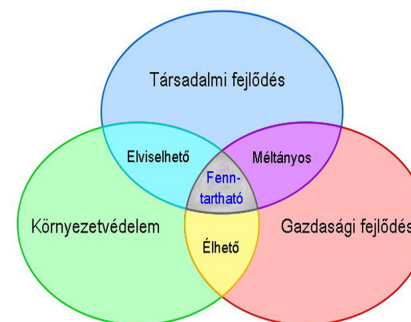 Társadalmi fejlődés
Elviselhető
Méltányos
Fenn-
tartható
Környezetvédelem
Gazdasági fejlődés
Élhető